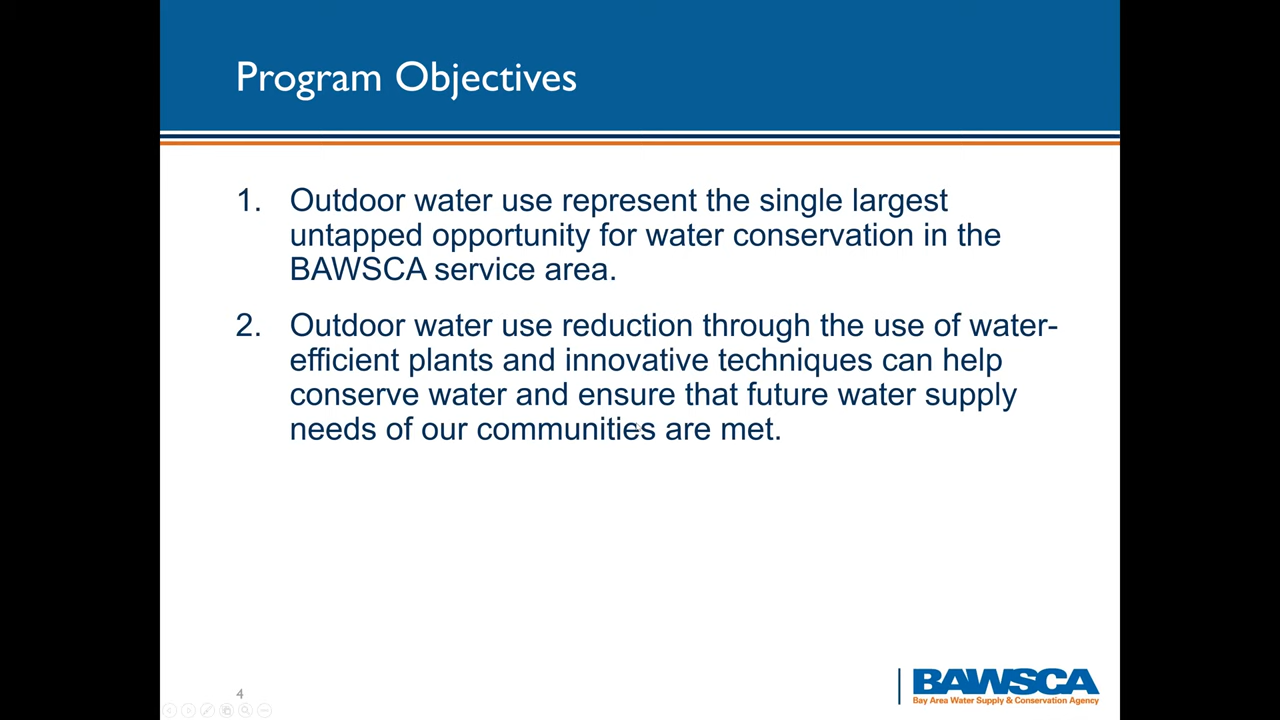 Program Objectives
1. Outdoor water use represent the single largest
untapped opportunity for water conservation in the
BAWSCA service area.
2. Outdoor water use reduction through the use of water-
efficient plants and innovative techniques can help
conserve water and ensure that future water supply
needs of our communities are met.
4
BAWSCA
Bay Area Water Supply & Conservation Agency